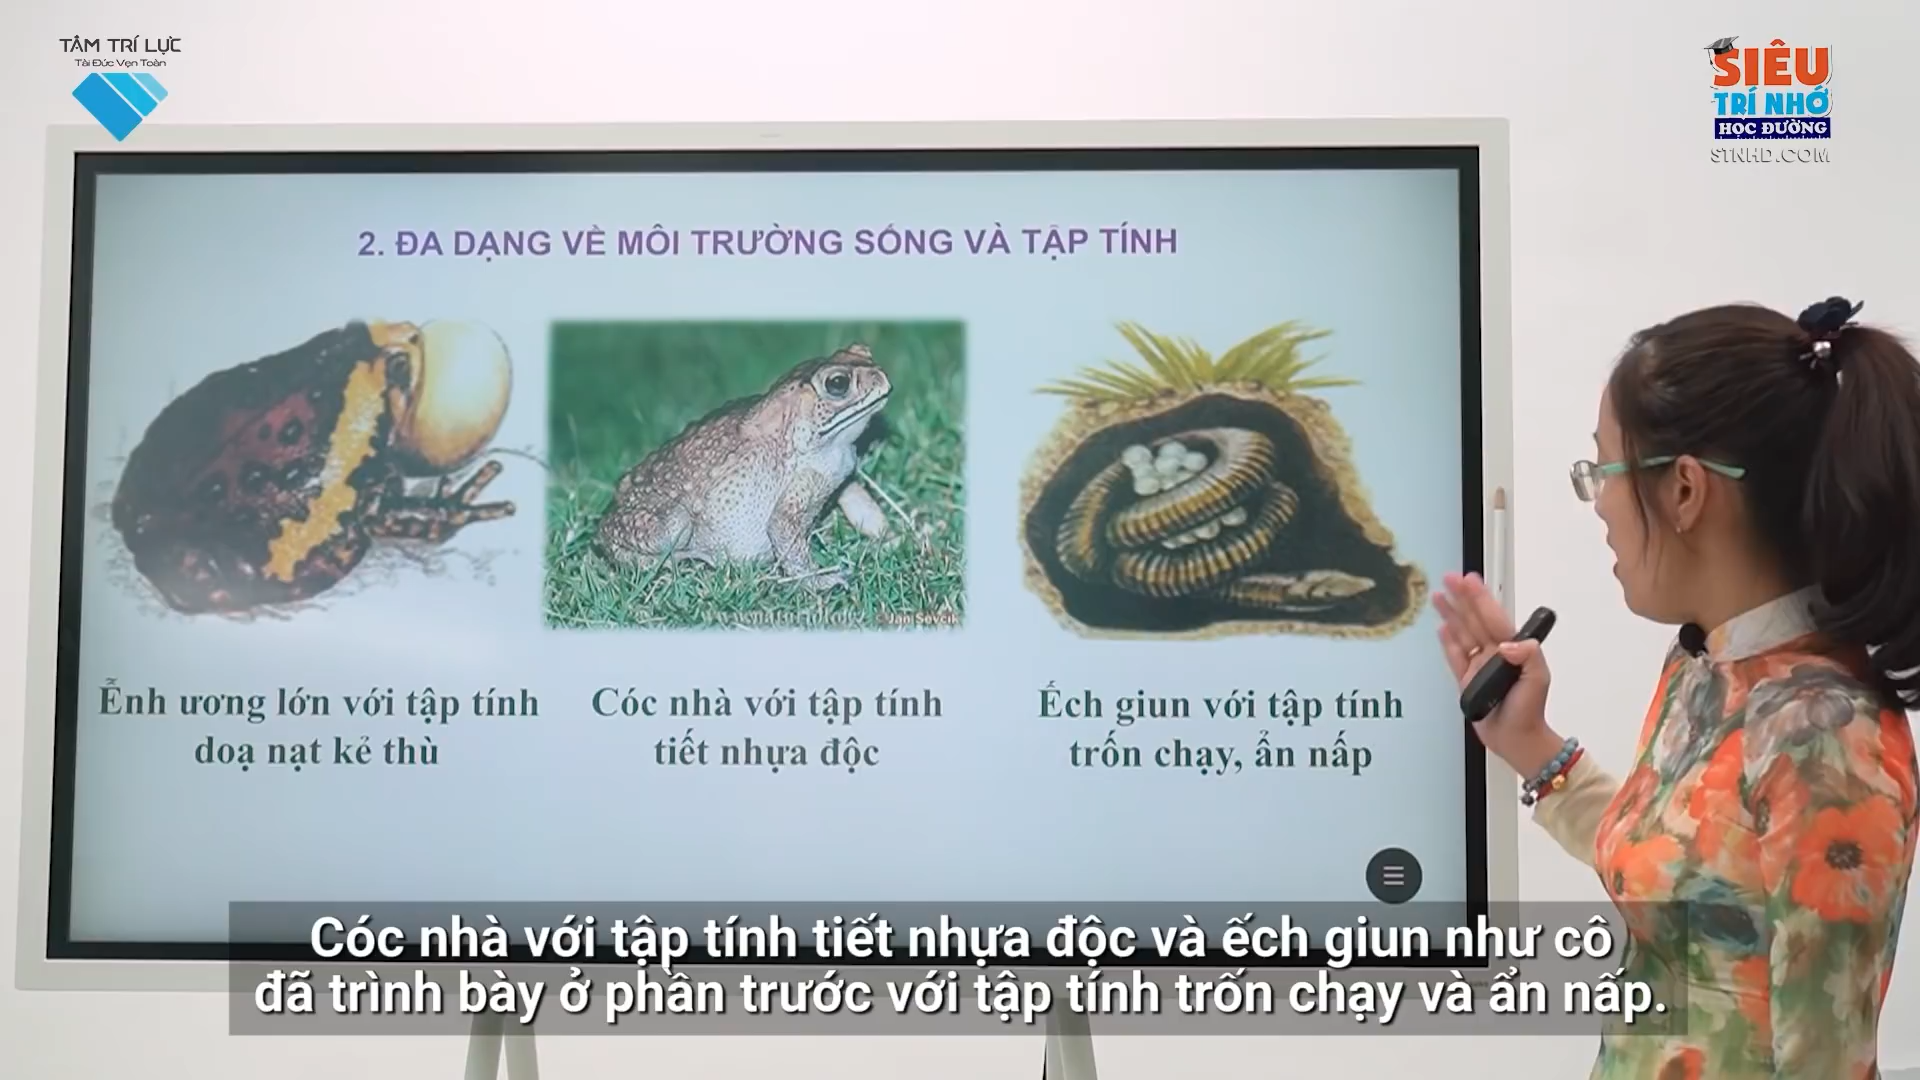 TÂM TRÍ LỰC
Tài Đức Vẹn Toàn
SIÊU
TRÍ NHỚ
HỌC ĐƯỜNG
STNHD.COM
2. ĐA DẠNG VỀ MÔI TRƯỜNG SỐNG VÀ TẬP TÍNH
© Jan Sevcik
Ễnh ương lớn với tập tính
doạ nạt kẻ thù
Cóc nhà với tập tính
tiết nhựa độc
Ếch giun với tập tính
trốn chạy, ẩn nấp
Cóc nhà với tập tính tiết nhựa độc và ếch giun như cô
đã trình bày ở phần trước với tập tính trốn chạy và ẩn nấp.